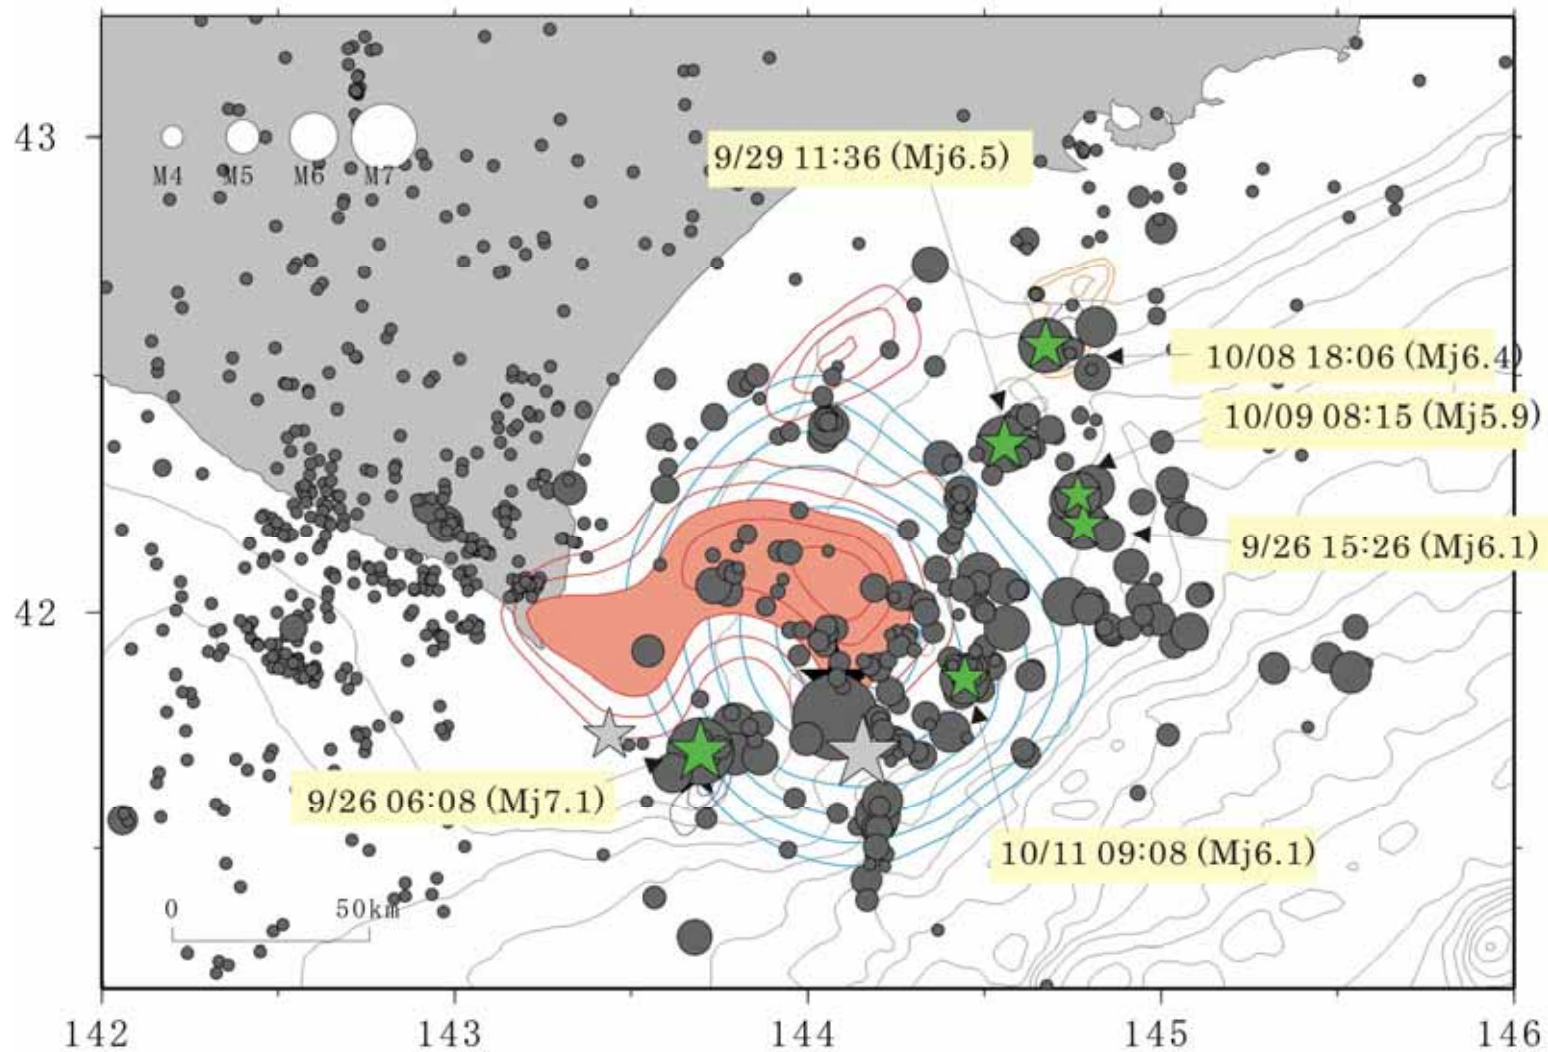 43
9/29 11:36 (Mj6.5)
M4 M5 M6 M7
10/08 18:06 (Mj6.4)
10/09 08:15 (Mj5.9)
9/26 15:26 (Mj6.1)
42
9/26 06:08 (Mj7.1)
10/11 09:08 (Mj6.1)
0 50km
142 143 144 145 146